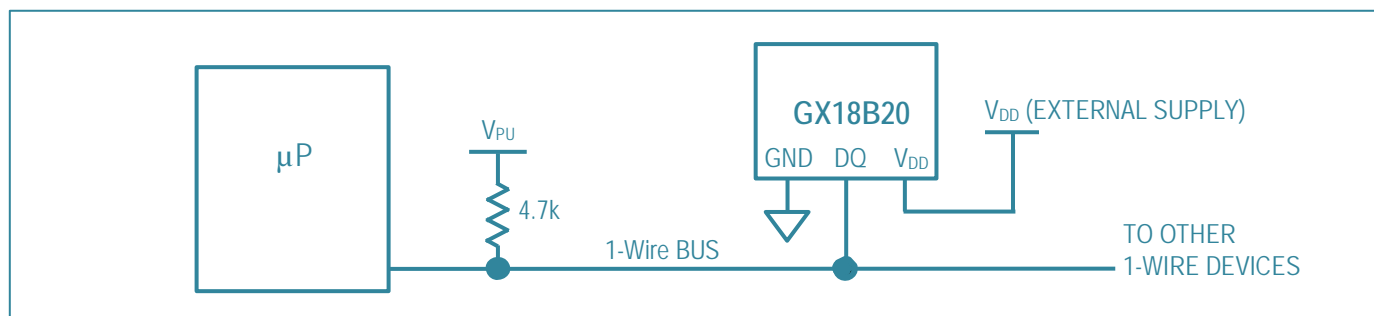 μP
VPU
4.7k
1-Wire BUS
GX18B20
GND DQ VDD
VDD (EXTERNAL SUPPLY)
TO OTHER
1-WIRE DEVICES